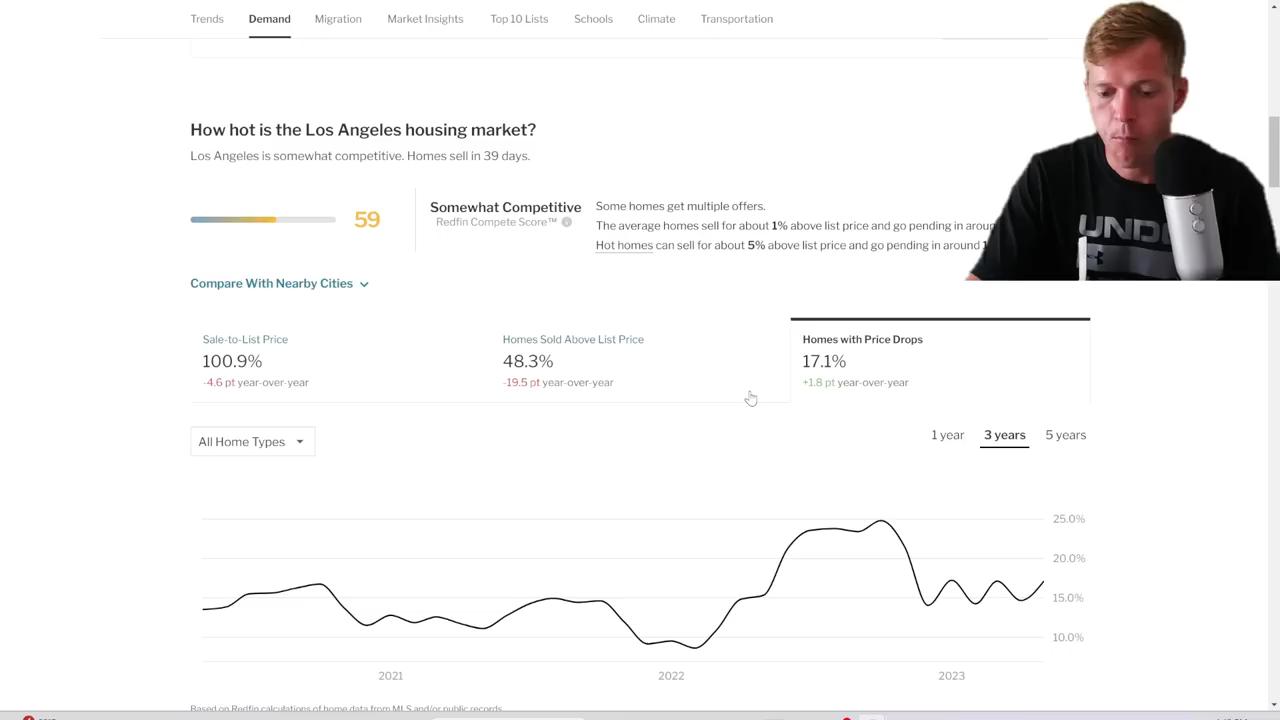 Trends Demand Migration Market Insights Top 10 Lists Schools Climate Transportation
How hot is the Los Angeles housing market?
Los Angeles is somewhat competitive. Homes sell in 39 days.
59
Somewhat Competitive
Redfin Compete Score™
Some homes get multiple offers.
The average homes sell for about 1% above list price and go pending in
Hot homes can sell for about 5% above list price and go pending in around
Compare With Nearby Cities
Sale-to-List Price
100.9%
-4.6 pt year-over-year
Homes Sold Above List Price
48.3%
-19.5 pt year-over-year
Homes with Price Drops
17.1%
+1.8 pt year-over-year
All Home Types
1 year 3 years 5 years
25.0%
20.0%
15.0%
10.0%
2021 2022 2023
Based on Redfin calculations of home data from MLS and/or public records.
UND